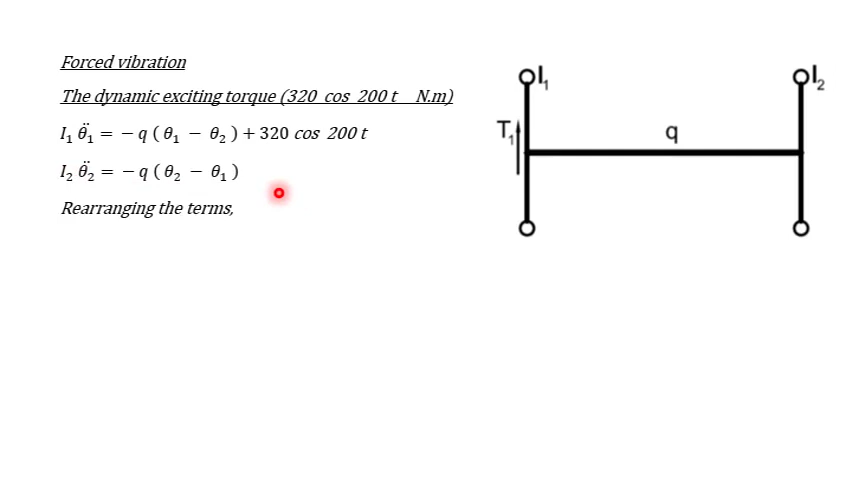 Forced vibration
The dynamic exciting torque (320 cos 200 t N.m)
I₁ θ̈₁ = − q ( θ₁ − θ₂ ) + 320 cos 200 t
I₂ θ̈₂ = − q ( θ₂ − θ₁ )
Rearranging the terms,
I₁
I₂
T₁
q